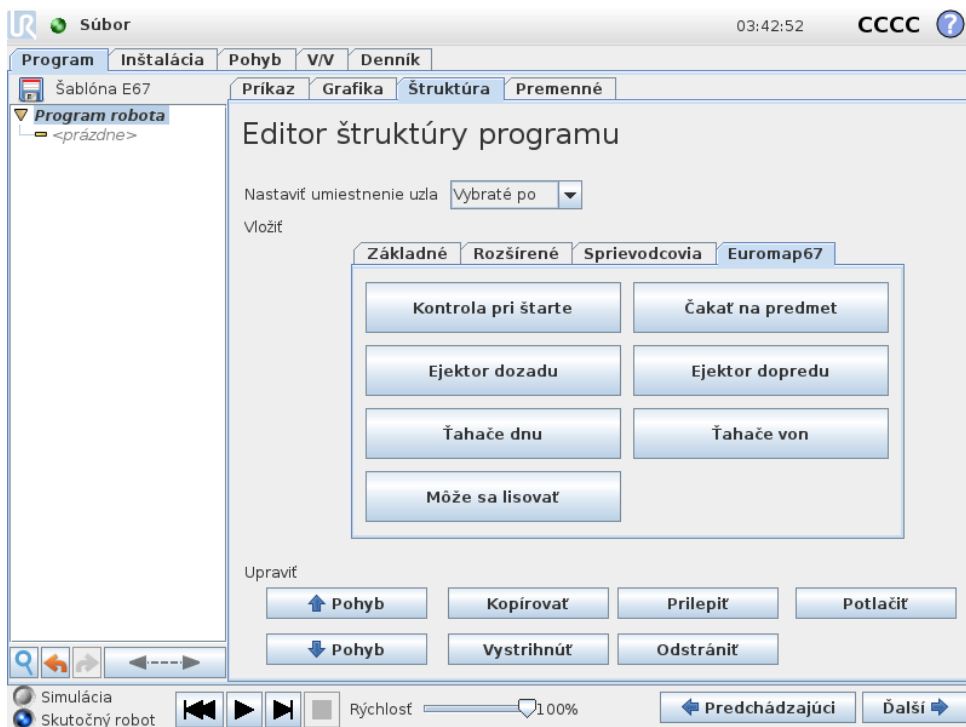 UR Súbor 03:42:52 CCCC ?
Program Inštalácia Pohyb V/V Denník
Šablóna E67 Príkaz Grafika Štruktúra Premenné
Program robota
<prázdne>
Editor štruktúry programu
Nastaviť umiestnenie uzla Vybraté po
Vložiť
Základné Rozšírené Sprievodcovia Euromap67
Kontrola pri štarte Čakať na predmet
Ejektor dozadu Ejektor dopredu
Ťahače dnu Ťahače von
Môže sa lisovať
Upraviť
Pohyb Kopírovať Prilepiť Potlačiť
Pohyb Vystrihnúť Odstrániť
Simulácia
Skutočný robot Rýchlosť 100% Predchádzajúci Ďalší